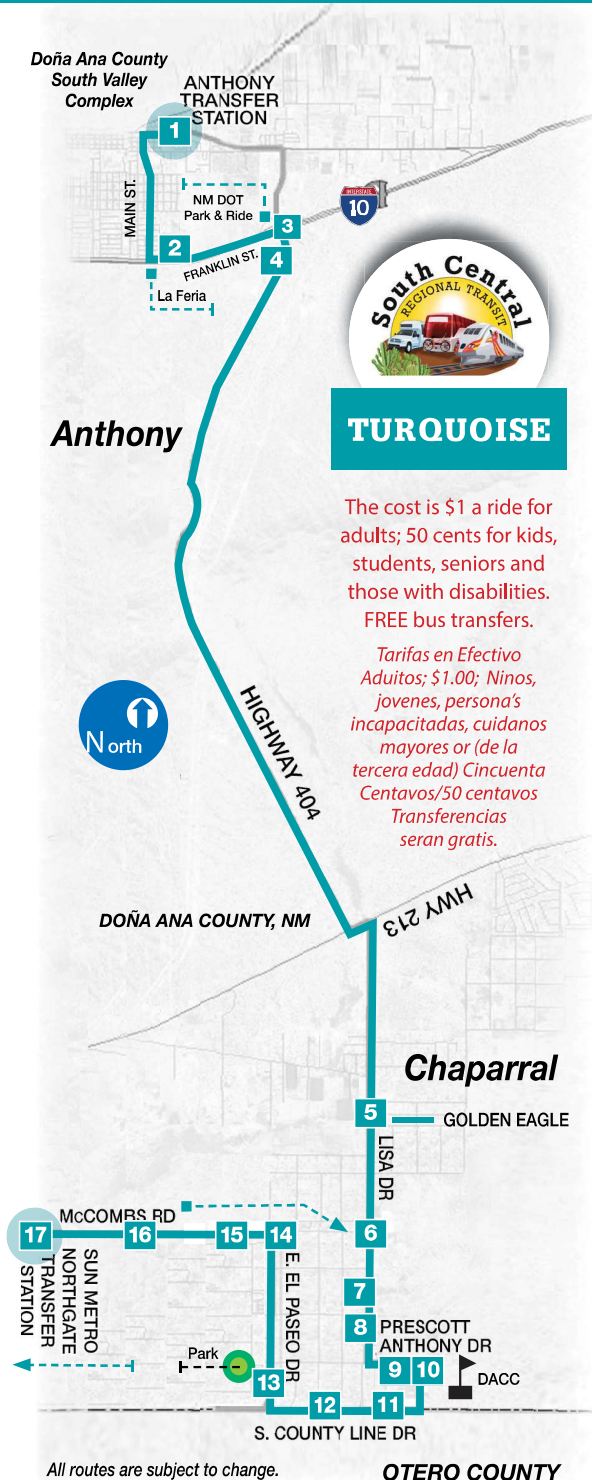 Doña Ana County
South Valley
Complex
ANTHONY
TRANSFER
STATION
1
MAIN ST.
NM DOT
Park & Ride
INTERSTATE
10
3
2
4
FRANKLIN ST.
La Feria
South Central
REGIONAL TRANSIT
TURQUOISE
Anthony
The cost is $1 a ride for
adults; 50 cents for kids,
students, seniors and
those with disabilities.
FREE bus transfers.
Tarifas en Efectivo
Aduitos; $1.00; Ninos,
jovenes, persona's
incapacitadas, cuidanos
mayores or (de la
tercera edad) Cincuenta
Centavos/50 centavos
Transferencias
seran gratis.
North
HIGHWAY 404
HWY 213
DOÑA ANA COUNTY, NM
Chaparral
5
GOLDEN EAGLE
LISA DR
McCOMBS RD
17
16
15
14
6
SUN METRO
NORTHGATE
TRANSFER
STATION
E. EL PASEO DR
7
8
PRESCOTT
ANTHONY DR
Park
9
10
DACC
13
12
11
S. COUNTY LINE DR
All routes are subject to change.
OTERO COUNTY